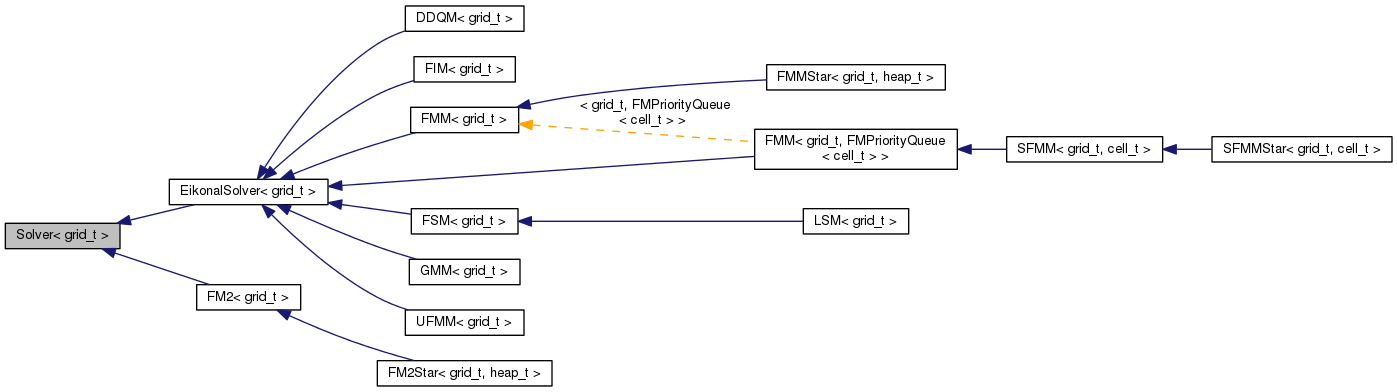 DDQM< grid_t >
FIM< grid_t >
FMMStar< grid_t, heap_t >
< grid_t, FMPriorityQueue
< cell_t > >
FMM< grid_t >
FMM< grid_t, FMPriorityQueue
< cell_t > >
SFMM< grid_t, cell_t >
SFMMStar< grid_t, cell_t >
EikonalSolver< grid_t >
FSM< grid_t >
LSM< grid_t >
Solver< grid_t >
GMM< grid_t >
FM2< grid_t >
UFMM< grid_t >
FM2Star< grid_t, heap_t >